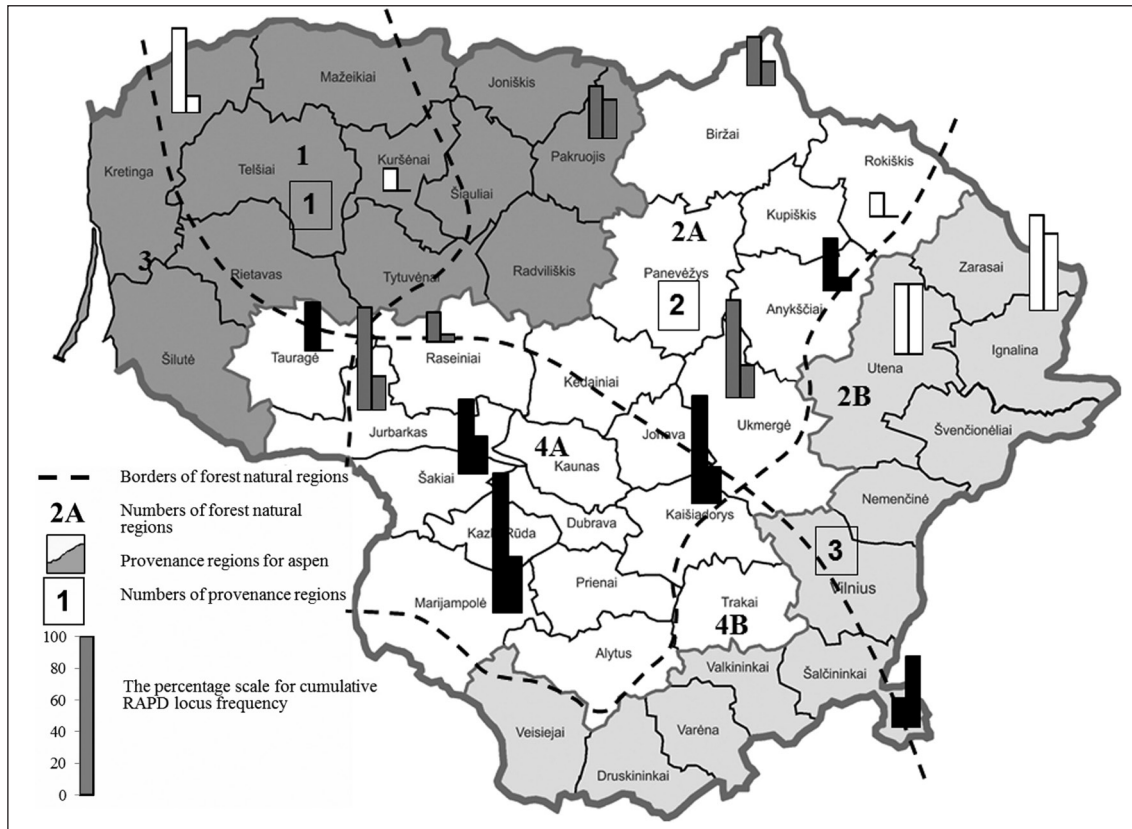 Mažeikiai
Joniškis
Biržai
Pakruojis
Kuršėnai
Telšiai
1
Kretinga
1
Šiauliai
Rokiškis
Kupiškis
2A
Panevėžys
2
Zarasai
3
Rietavas
Tytuvėnai
Radviliškis
Anykščiai
Šilutė
Tauragė
Raseiniai
Ignalina
Utena
Kėdainiai
2B
Ukmergė
Švenčionėliai
Jurbarkas
Jonava
4A
Kaunas
Šakiai
Nemenčinė
Kaišiadorys
Dubrava
Kazlų Rūda
3
Vilnius
Prienai
Marijampolė
Trakai
4B
Alytus
Valkininkai
Šalčininkai
Veisiejai
Varėna
Druskininkai
Borders of forest natural regions
2A
Numbers of forest natural
regions
Provenance regions for aspen
1
Numbers of provenance regions
100
80
60
40
20
0
The percentage scale for cumulative
RAPD locus frequency